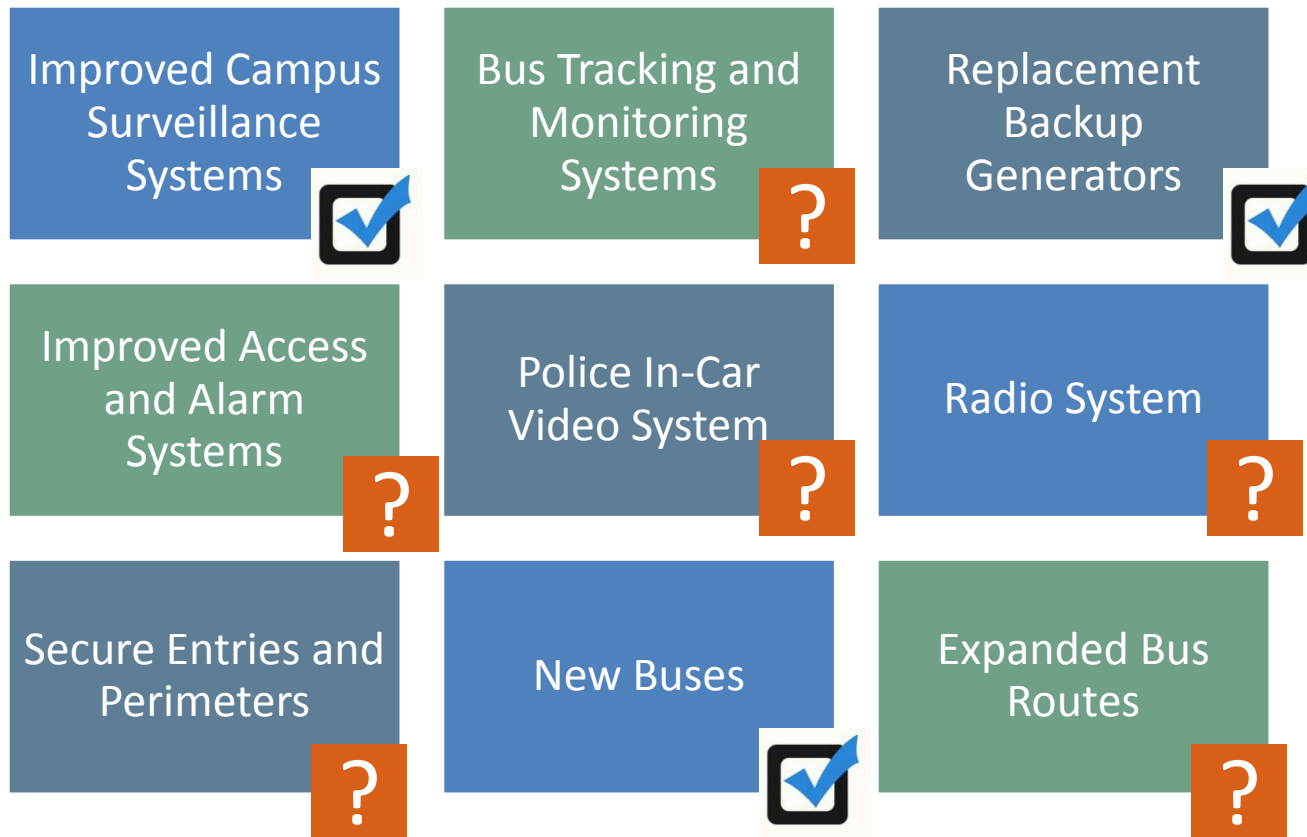 Improved Campus
Surveillance
Systems
Bus Tracking and
Monitoring
Systems
?
Replacement
Backup
Generators
Improved Access
and Alarm
Systems
?
Police In-Car
Video System
?
Radio System
?
Secure Entries and
Perimeters
?
New Buses
Expanded Bus
Routes
?